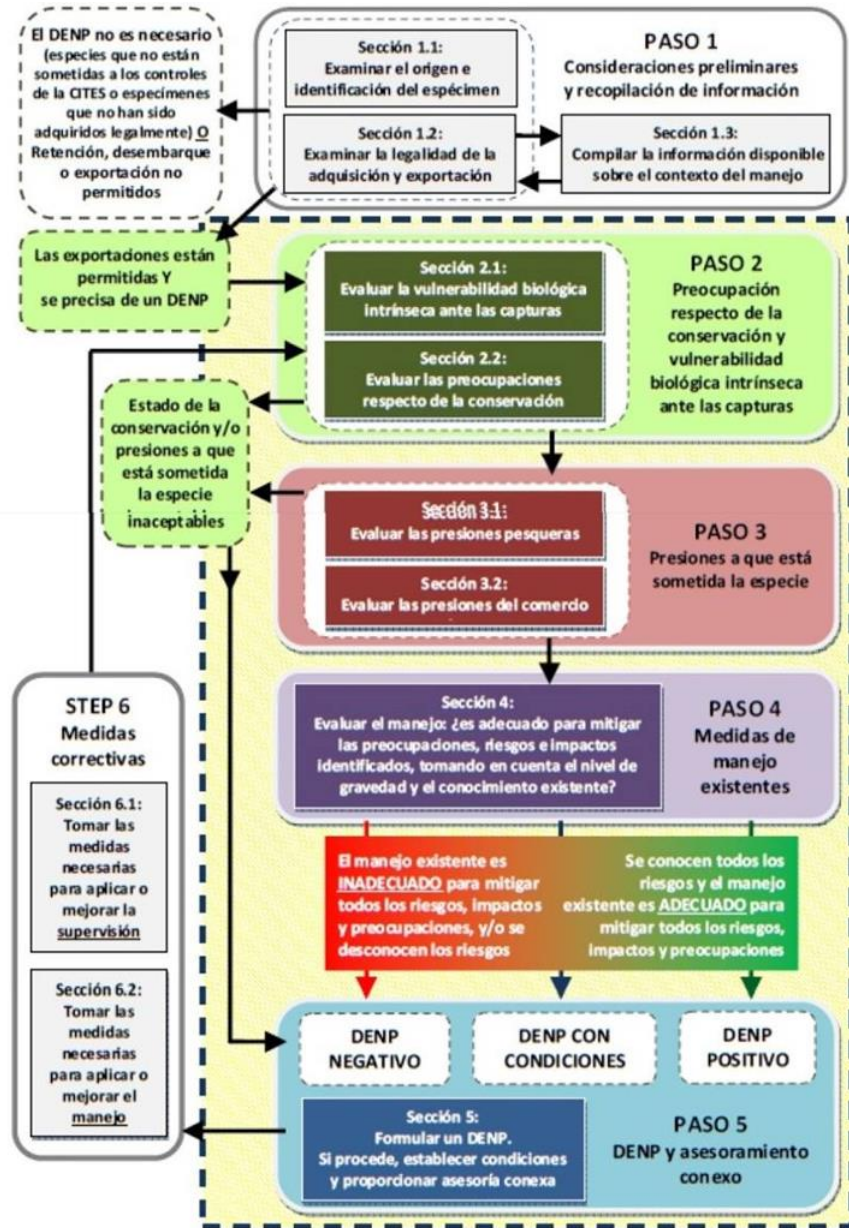 El DENP no es necesario
(especies que no están
sometidas a los controles
de la CITES o especímenes
que no han sido
adquiridos legalmente) O
Retención, desembarque
o exportación no
permitidos
Sección 1.1:
Examinar el origen e
identificación del espécimen
PASO 1
Consideraciones preliminares
y recopilación de información
Sección 1.2:
Examinar la legalidad de la
adquisición y exportación
Sección 1.3:
Compilar la información disponible
sobre el contexto del manejo
Las exportaciones están
permitidas Y
se precisa de un DENP
Sección 2.1:
Evaluar la vulnerabilidad biológica
intrínseca ante las capturas
Sección 2.2:
Evaluar las preocupaciones
respecto de la conservación
PASO 2
Preocupación
respecto de la
conservación y
vulnerabilidad
biológica intrínseca
ante las capturas
Estado de la
conservación y/o
presiones a que
está sometida
la especie
inaceptables
Sección 3.1:
Evaluar las presiones pesqueras
Sección 3.2:
Evaluar las presiones del comercio
PASO 3
Presiones a que está
sometida la especie
Sección 4:
Evaluar el manejo: ¿es adecuado para mitigar
las preocupaciones, riesgos e impactos
identificados, tomando en cuenta el nivel de
gravedad y el conocimiento existente?
PASO 4
Medidas de
manejo
existentes
El manejo existente es
INADECUADO para mitigar
todos los riesgos, impactos
y preocupaciones, y/o se
desconocen los riesgos
Se conocen todos los
riesgos y el manejo
existente es ADECUADO para
mitigar todos los riesgos,
impactos y preocupaciones
STEP 6
Medidas
correctivas
Sección 6.1:
Tomar las
medidas
necesarias
para aplicar o
mejorar la
supervisión
Sección 6.2:
Tomar las
medidas
necesarias
para aplicar o
mejorar el
manejo
DENP
NEGATIVO
DENP CON
CONDICIONES
DENP
POSITIVO
Sección 5:
Formular un DENP.
Si procede, establecer condiciones
y proporcionar asesoría conexa
PASO 5
DENP y asesoramiento
conexo